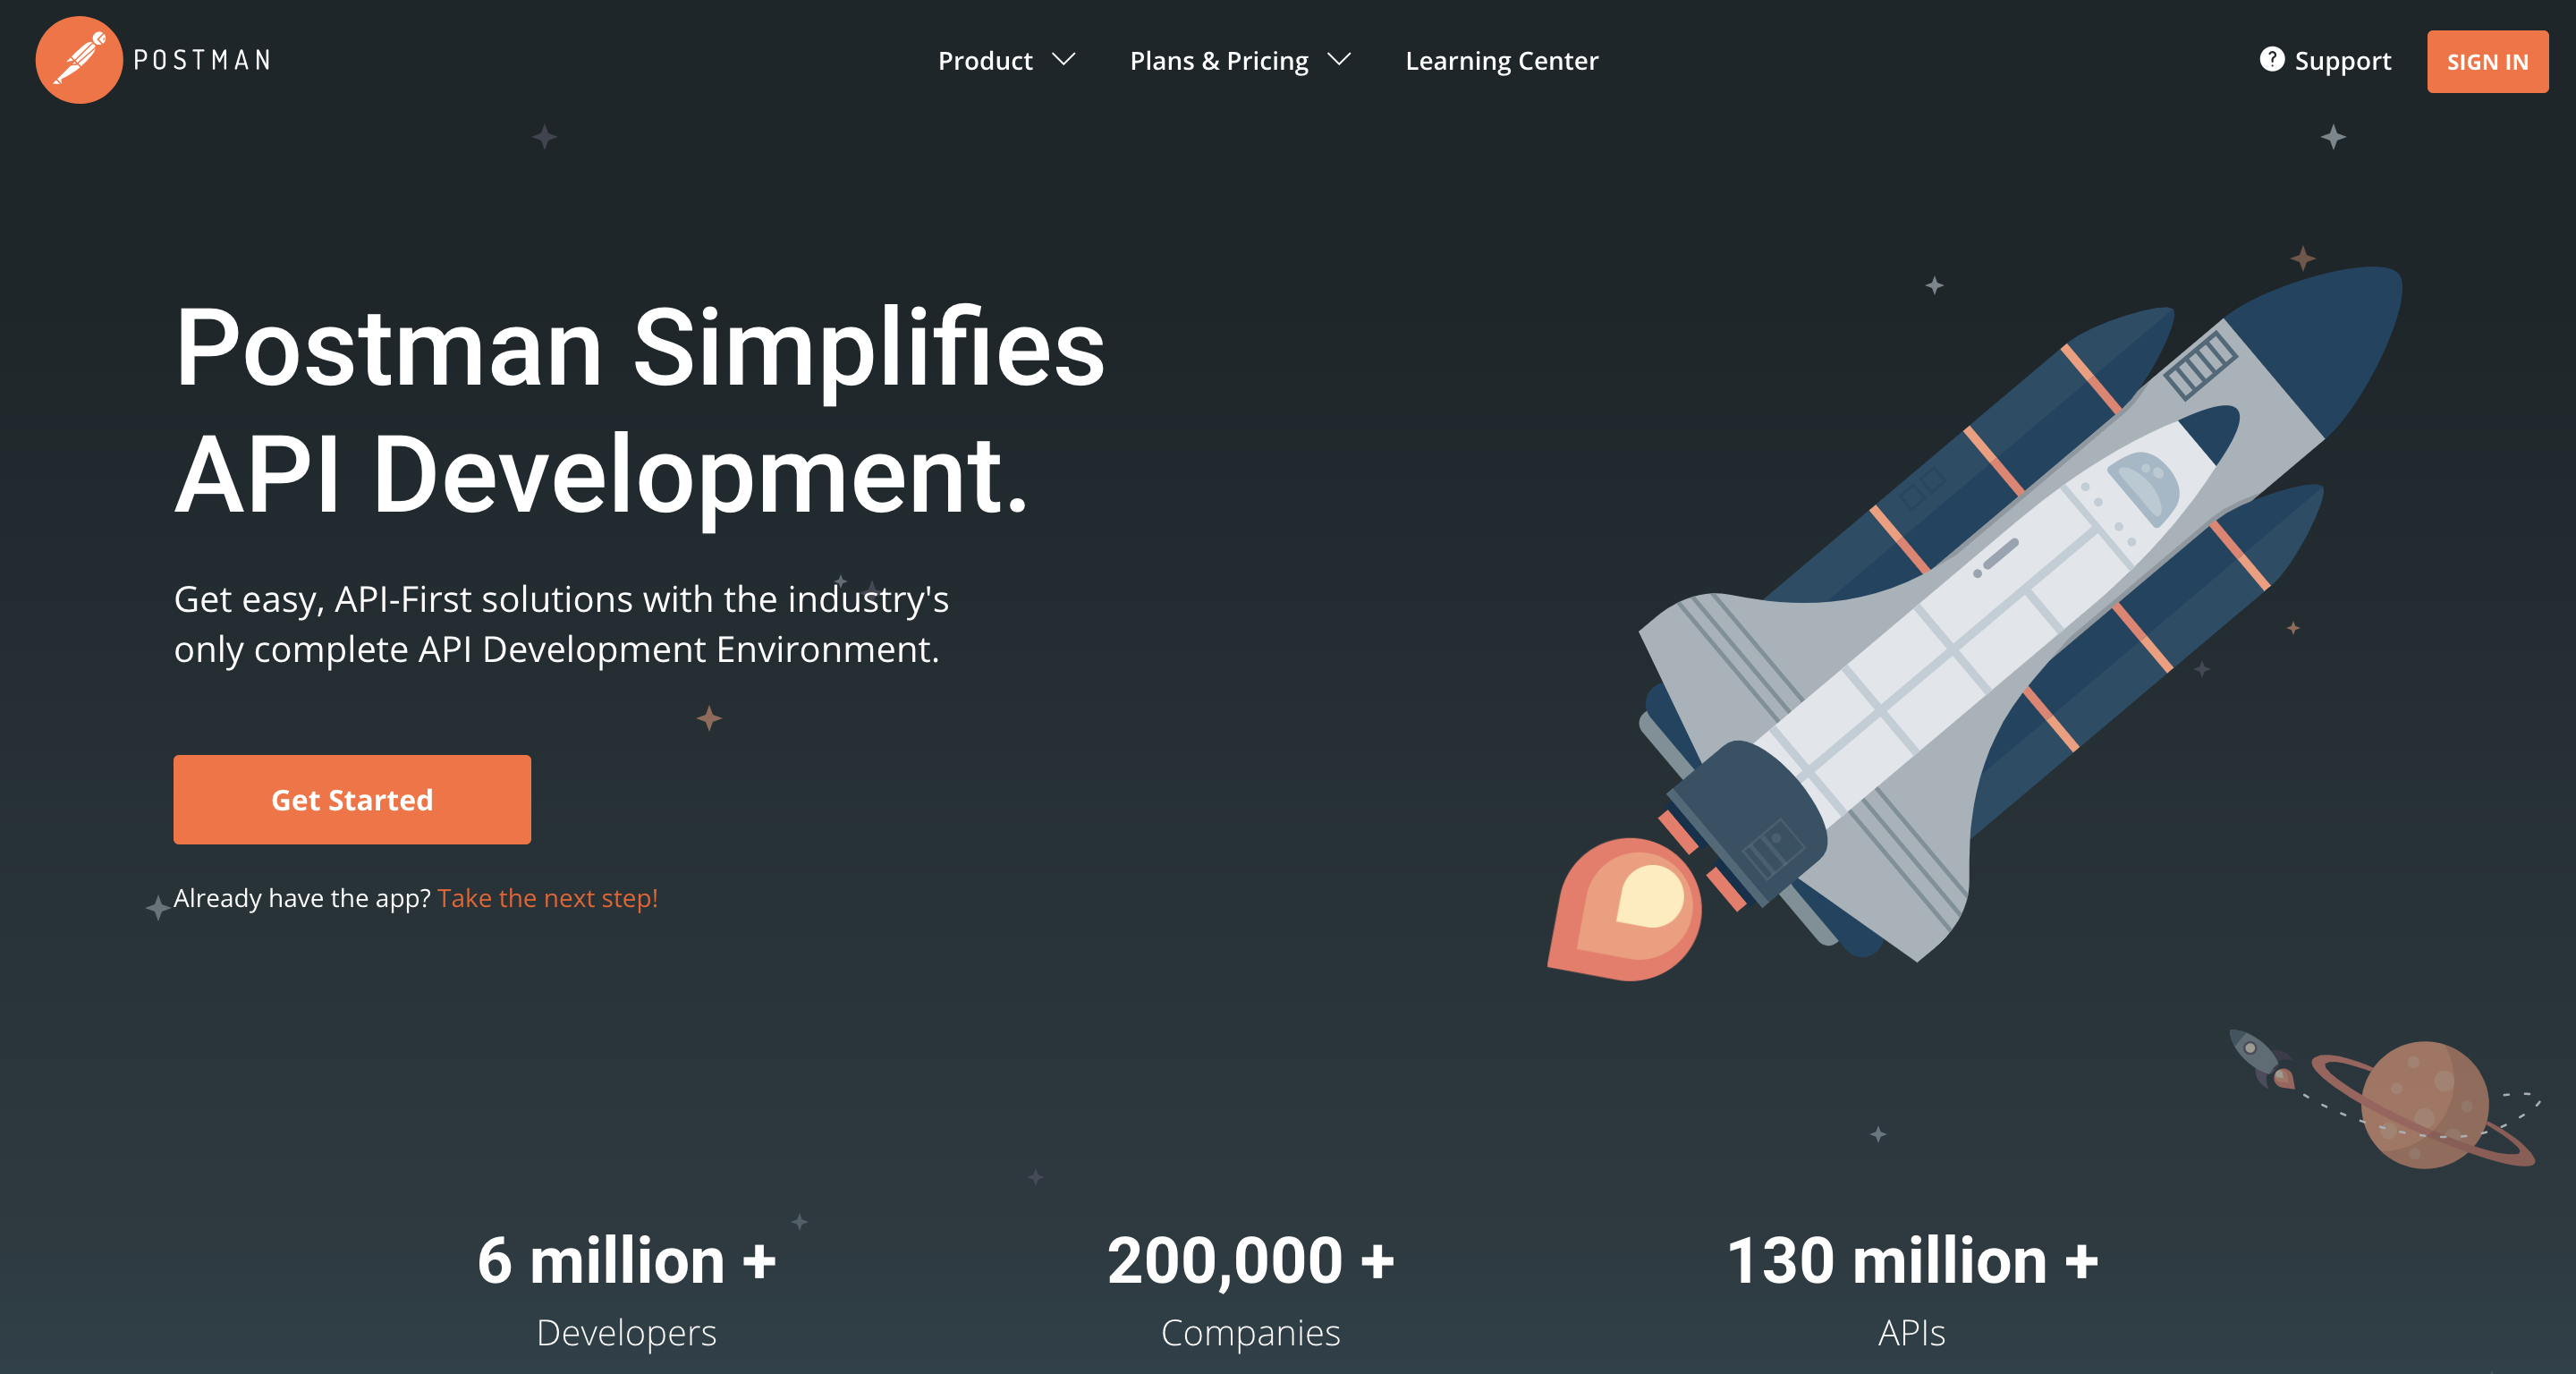 POSTMAN
Product
Plans & Pricing
Learning Center
? Support
SIGN IN
Postman Simplifies
API Development.
Get easy, API-First solutions with the industry's
only complete API Development Environment.
Get Started
Already have the app? Take the next step!
6 million +
Developers
200,000 +
Companies
130 million +
APIs